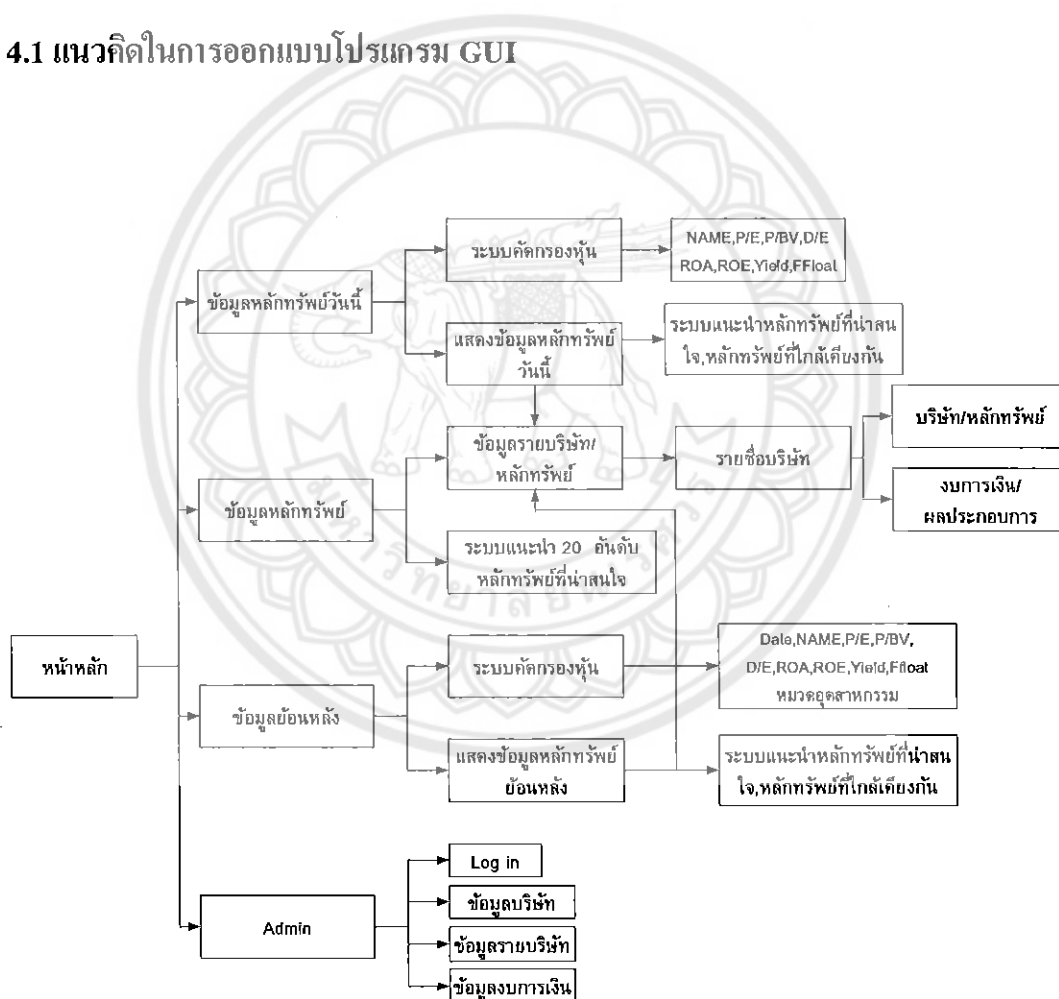 4.1 แนวคิดในการออกแบบโปรแกรม GUI
ระบบคัดกรองหุ้น
NAME,P/E,P/BV,D/E
ROA,ROE,Yield,FFloat
ข้อมูลหลักทรัพย์วันนี้
แสดงข้อมูลหลักทรัพย์
วันนี้
ระบบแนะนำหลักทรัพย์ที่น่าสน
ใจ,หลักทรัพย์ที่ใกล้เคียงกัน
ข้อมูลรายบริษัท/
หลักทรัพย์
รายชื่อบริษัท
บริษัท/หลักทรัพย์
งบการเงิน/
ผลประกอบการ
ข้อมูลหลักทรัพย์
ระบบแนะนำ 20 อันดับ
หลักทรัพย์ที่น่าสนใจ
หน้าหลัก
ระบบคัดกรองหุ้น
Date,NAME,P/E,P/BV,
D/E,ROA,ROE,Yield,Ffloat
หมวดอุตสาหกรรม
ข้อมูลย้อนหลัง
แสดงข้อมูลหลักทรัพย์
ย้อนหลัง
ระบบแนะนำหลักทรัพย์ที่น่าสน
ใจ,หลักทรัพย์ที่ใกล้เคียงกัน
Admin
Log in
ข้อมูลบริษัท
ข้อมูลรายบริษัท
ข้อมูลงบการเงิน